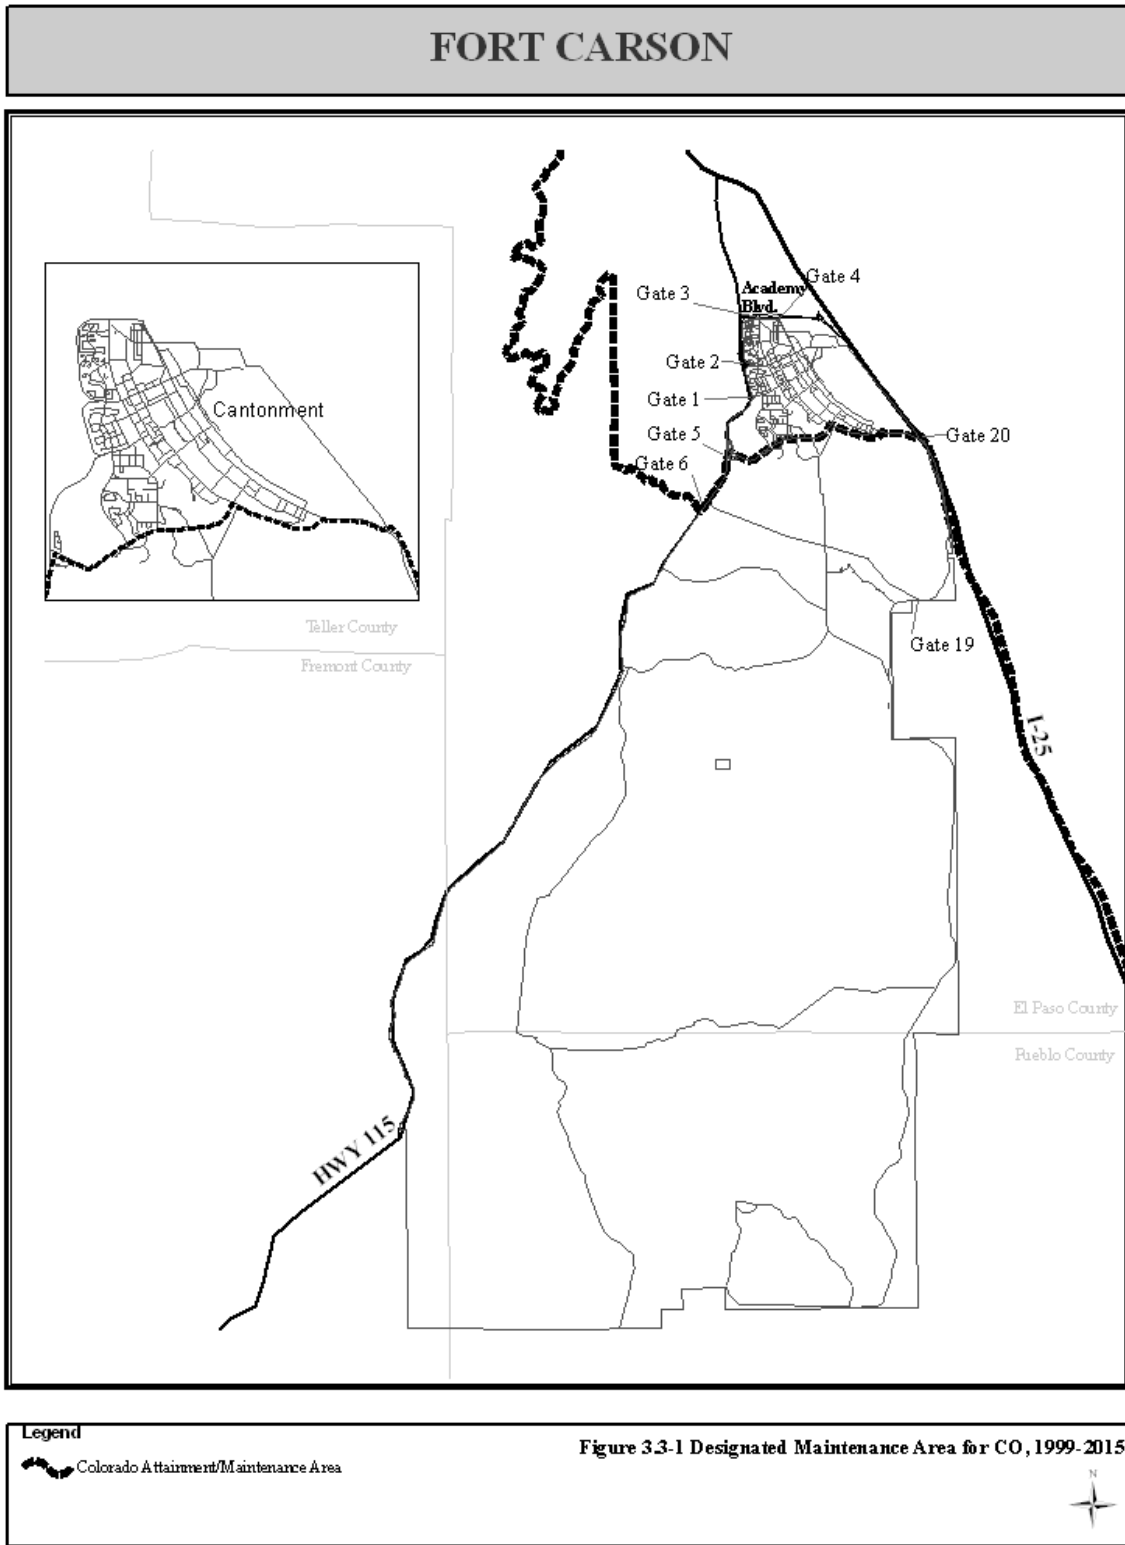 FORT CARSON
Gate 4
Academy
Blvd.
Gate 3
Gate 2
Gate 1
Gate 5
Gate 20
Gate 6
Cantonment
Teller County
Fremont County
Gate 19
I-25
El Paso County
Pueblo County
HWY 115
Legend
Colorado Attainment/Maintenance Area
Figure 3.3-1 Designated Maintenance Area for CO, 1999-2015
N